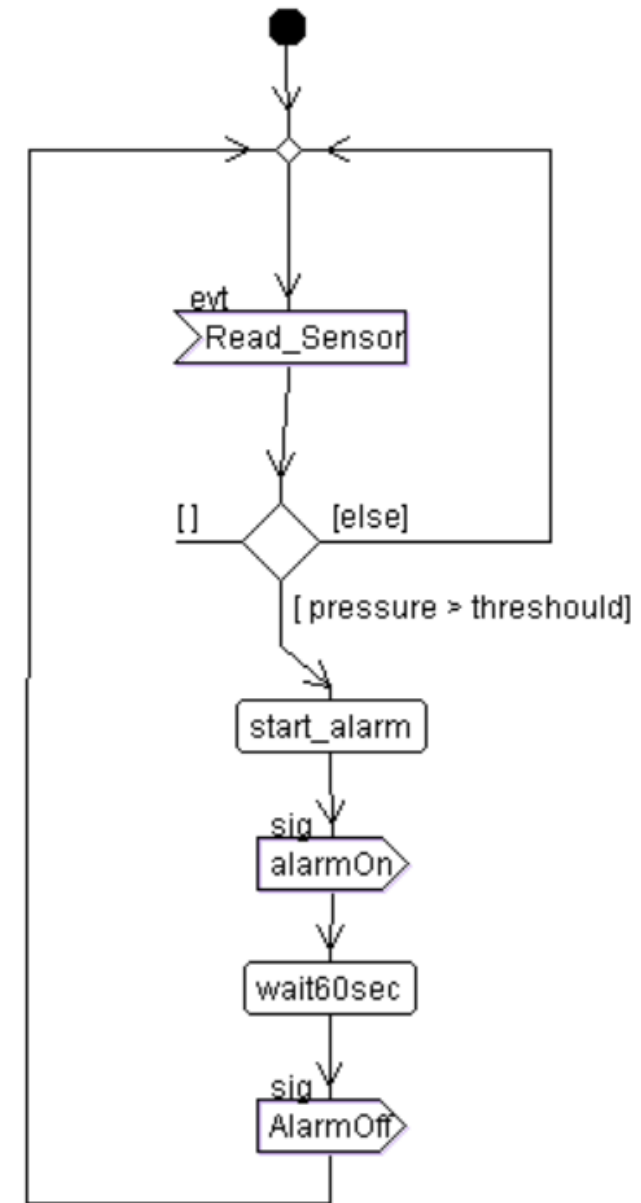 evt
Read_Sensor
[ ]
[else]
[ pressure > threshould]
start_alarm
sig
alarmOn
wait60sec
sig
AlarmOff